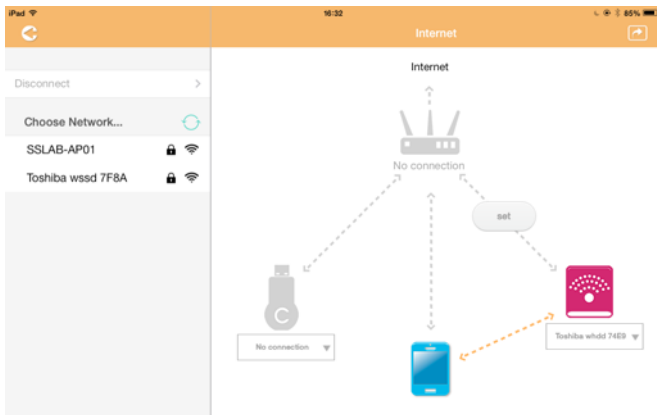 iPad 16:32 85%
Internet
Disconnect
Choose Network...
SSLAB-AP01
Toshiba wssd 7F8A
Internet
No connection
set
C
No connection
Toshiba whdd 74E9